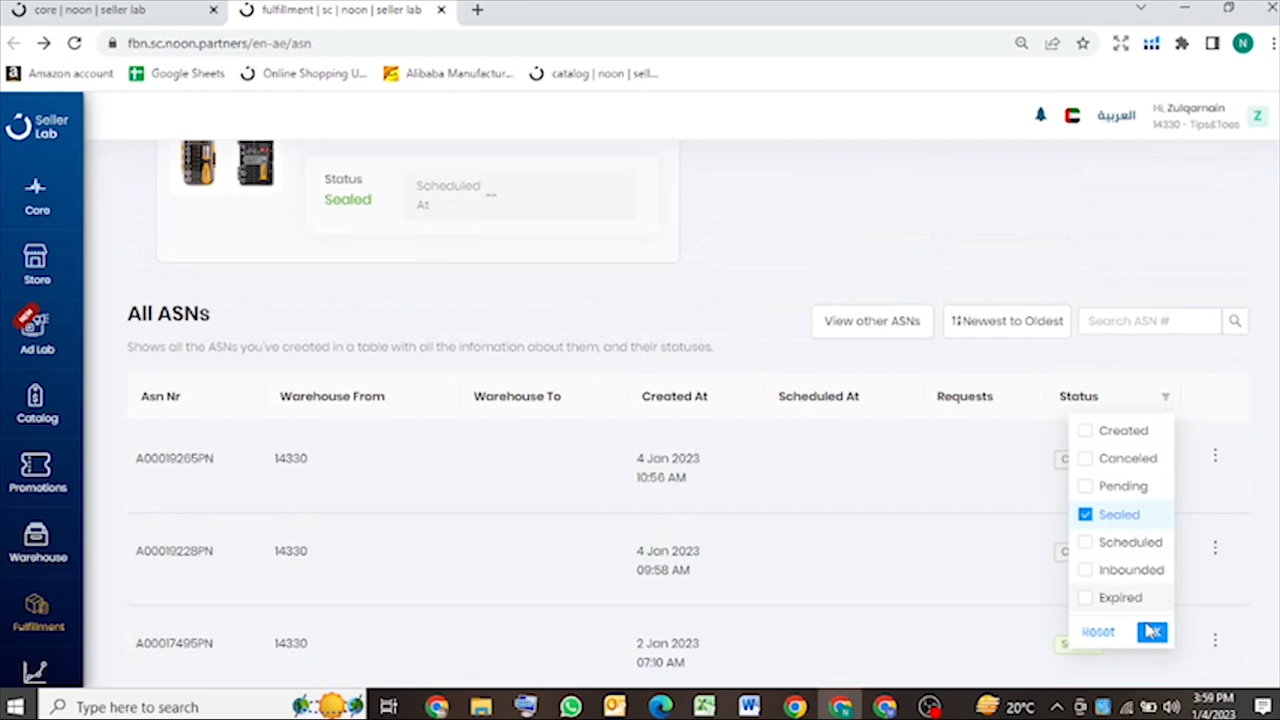 core | noon | seller lab
fulfillment | sc | noon | seller lab
fbn.sc.noon.partners/en-ae/asn
N
Amazon account
Google Sheets
Online Shopping U...
Alibaba Manufactur...
catalog | noon | sell...
Seller
Lab
العربية
Hi, Zulqarnain
14330 - Tips&Toes
Z
Core
Store
NEW
Ad Lab
Catalog
Promotions
Warehouse
Fulfillment
Status
Sealed
Scheduled
At
--
All ASNs
View other ASNs
Newest to Oldest
Search ASN #
Shows all the ASNs you've created in a table with all the infomation about them, and their statuses.
Asn Nr
Warehouse From
Warehouse To
Created At
Scheduled At
Requests
Status
Created
Canceled
Pending
Sealed
Scheduled
Inbounded
Expired
Reset
A00019265PN
14330
4 Jan 2023
10:56 AM
A00019228PN
14330
4 Jan 2023
09:58 AM
A00017495PN
14330
2 Jan 2023
07:10 AM
Type here to search
20°C
3:59 PM
1/4/2023